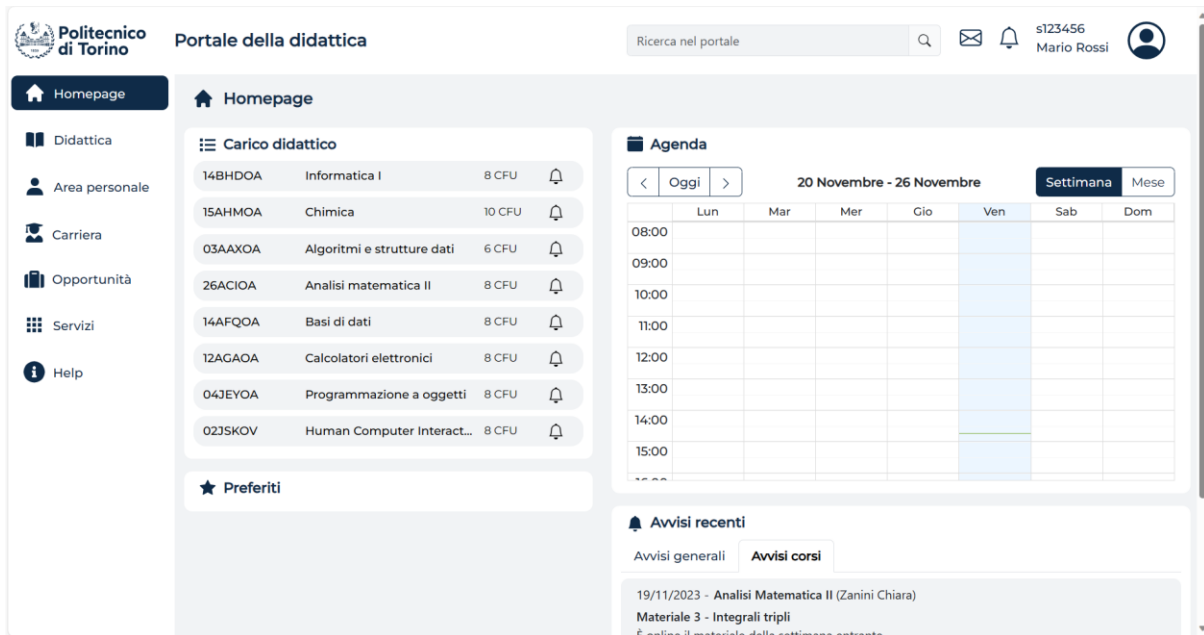 Politecnico
di Torino
Portale della didattica
Ricerca nel portale
s123456
Mario Rossi
Homepage
Didattica
Area personale
Carriera
Opportunità
Servizi
Help
Homepage
Carico didattico
14BHDOA Informatica I 8 CFU
15AHMOA Chimica 10 CFU
03AAXOA Algoritmi e strutture dati 6 CFU
26ACIOA Analisi matematica II 8 CFU
14AFQOA Basi di dati 8 CFU
12AGAOA Calcolatori elettronici 8 CFU
04JEYOA Programmazione a oggetti 8 CFU
02JSKOV Human Computer Interact... 8 CFU
Preferiti
Agenda
Oggi
20 Novembre - 26 Novembre
Settimana Mese
Lun Mar Mer Gio Ven Sab Dom
08:00
09:00
10:00
11:00
12:00
13:00
14:00
15:00
Avvisi recenti
Avvisi generali Avvisi corsi
19/11/2023 - Analisi Matematica II (Zanini Chiara)
Materiale 3 - Integrali tripli
È online il materiale della settimana entrante